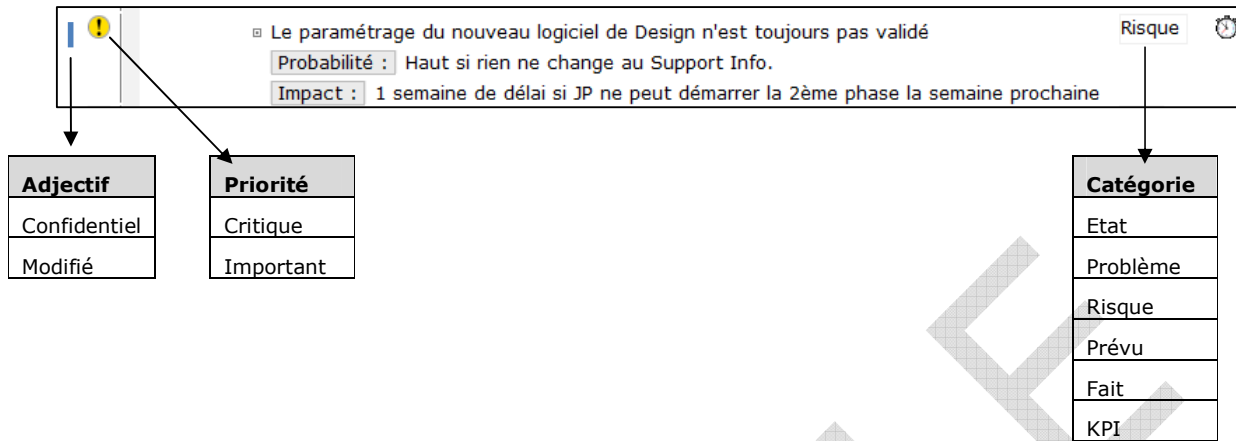 ! Le paramétrage du nouveau logiciel de Design n'est toujours pas validé Risque
Probabilité : Haut si rien ne change au Support Info.
Impact : 1 semaine de délai si JP ne peut démarrer la 2ème phase la semaine prochaine
Adjectif
Confidentiel
Modifié
Priorité
Critique
Important
Catégorie
Etat
Problème
Risque
Prévu
Fait
KPI